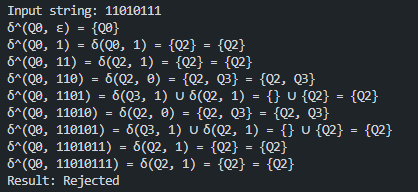 Input string: 11010111
δ^(Q0, ε) = {Q0}
δ^(Q0, 1) = δ(Q0, 1) = {Q2} = {Q2}
δ^(Q0, 11) = δ(Q2, 1) = {Q2} = {Q2}
δ^(Q0, 110) = δ(Q2, 0) = {Q2, Q3} = {Q2, Q3}
δ^(Q0, 1101) = δ(Q3, 1) ∪ δ(Q2, 1) = {} ∪ {Q2} = {Q2}
δ^(Q0, 11010) = δ(Q2, 0) = {Q2, Q3} = {Q2, Q3}
δ^(Q0, 110101) = δ(Q3, 1) ∪ δ(Q2, 1) = {} ∪ {Q2} = {Q2}
δ^(Q0, 1101011) = δ(Q2, 1) = {Q2} = {Q2}
δ^(Q0, 11010111) = δ(Q2, 1) = {Q2} = {Q2}
Result: Rejected